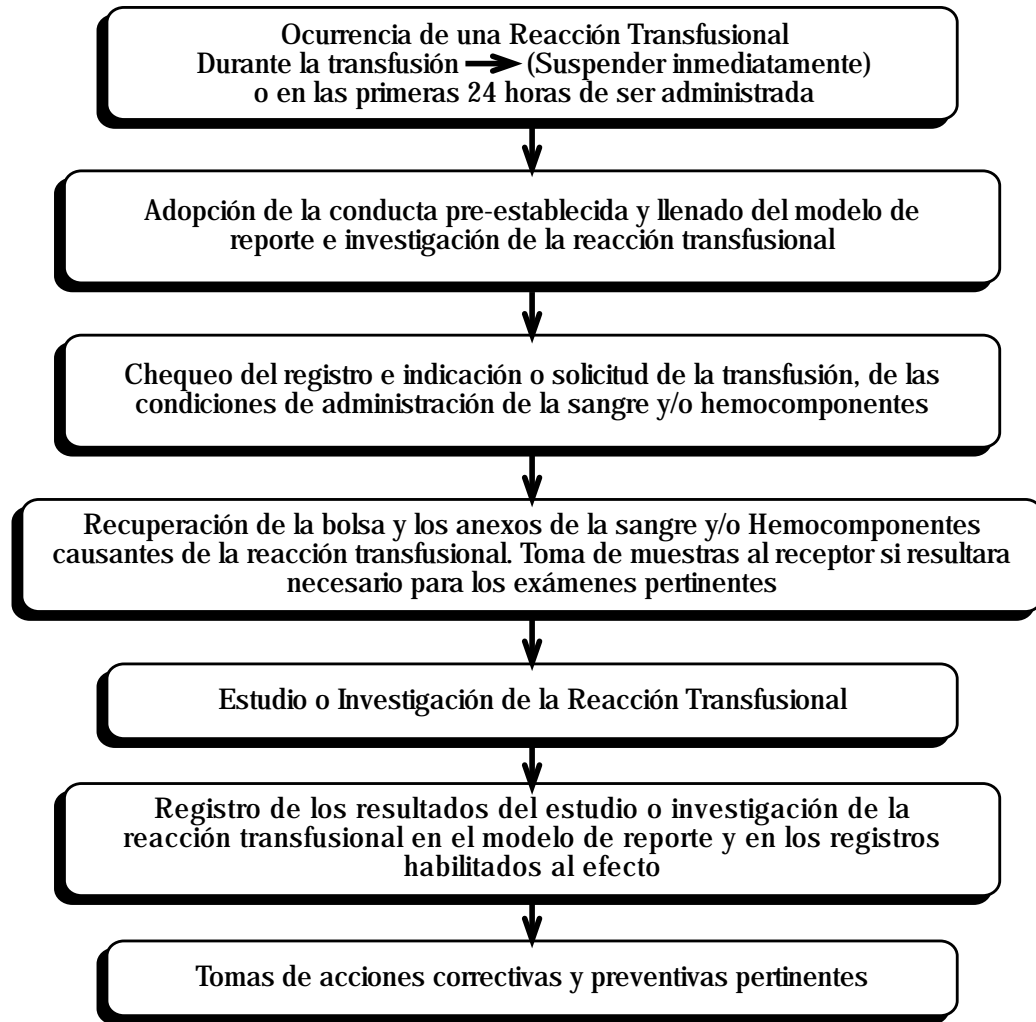 Ocurrencia de una Reacción Transfusional
Durante la transfusión (Suspender inmediatamente)
o en las primeras 24 horas de ser administrada
Adopción de la conducta pre-establecida y llenado del modelo de
reporte e investigación de la reacción transfusional
Chequeo del registro e indicación o solicitud de la transfusión, de las
condiciones de administración de la sangre y/o hemocomponentes
Recuperación de la bolsa y los anexos de la sangre y/o Hemocomponentes
causantes de la reacción transfusional. Toma de muestras al receptor si resultara
necesario para los exámenes pertinentes
Estudio o Investigación de la Reacción Transfusional
Registro de los resultados del estudio o investigación de la
reacción transfusional en el modelo de reporte y en los registros
habilitados al efecto
Tomas de acciones correctivas y preventivas pertinentes